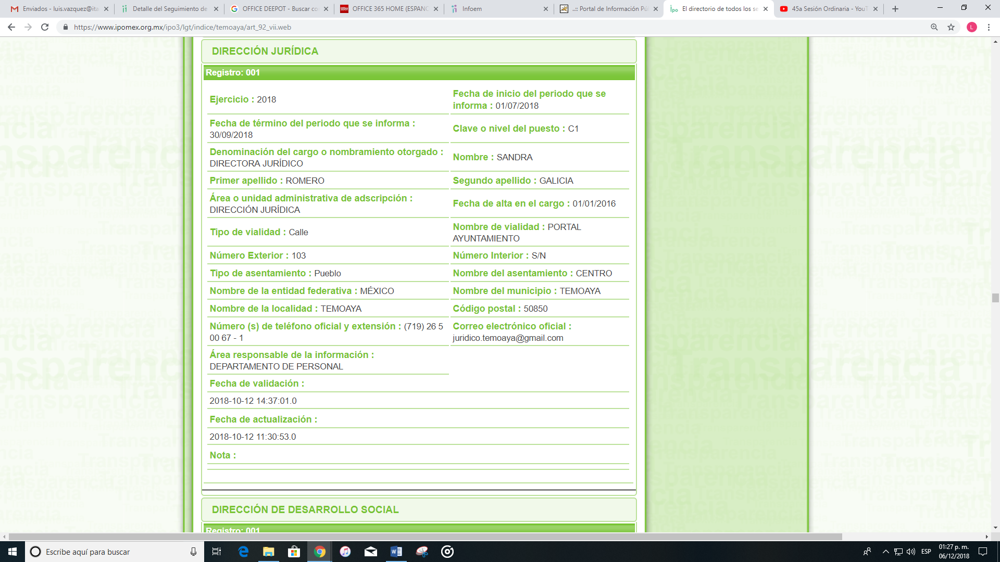 Enviados - luis.vazquez@ita
Detalle del Seguimiento de
OFFICE DEEPOT - Buscar co
OFFICE 365 HOME (ESPANO
Infoem
..:: Portal de Información Púb
El directorio de todos los se
45a Sesión Ordinaria - YouT
https://www.ipomex.org.mx/ipo3/lgt/indice/temoaya/art_92_vii.web
L
DIRECCIÓN JURÍDICA
Registro: 001
Ejercicio : 2018
Fecha de inicio del periodo que se
informa : 01/07/2018
Fecha de término del periodo que se informa :
30/09/2018
Clave o nivel del puesto : C1
Denominación del cargo o nombramiento otorgado :
DIRECTORA JURÍDICO
Nombre : SANDRA
Primer apellido : ROMERO
Segundo apellido : GALICIA
Área o unidad administrativa de adscripción :
DIRECCIÓN JURÍDICA
Fecha de alta en el cargo : 01/01/2016
Tipo de vialidad : Calle
Nombre de vialidad : PORTAL
AYUNTAMIENTO
Número Exterior : 103
Número Interior : S/N
Tipo de asentamiento : Pueblo
Nombre del asentamiento : CENTRO
Nombre de la entidad federativa : MÉXICO
Nombre del municipio : TEMOAYA
Nombre de la localidad : TEMOAYA
Código postal : 50850
Número (s) de teléfono oficial y extensión : (719) 26 5
00 67 - 1
Correo electrónico oficial :
juridico.temoaya@gmail.com
Área responsable de la información :
DEPARTAMENTO DE PERSONAL
Fecha de validación :
2018-10-12 14:37:01.0
Fecha de actualización :
2018-10-12 11:30:53.0
Nota :
DIRECCIÓN DE DESARROLLO SOCIAL
Registro: 001
Escribe aquí para buscar
ESP
01:27 p. m.
06/12/2018